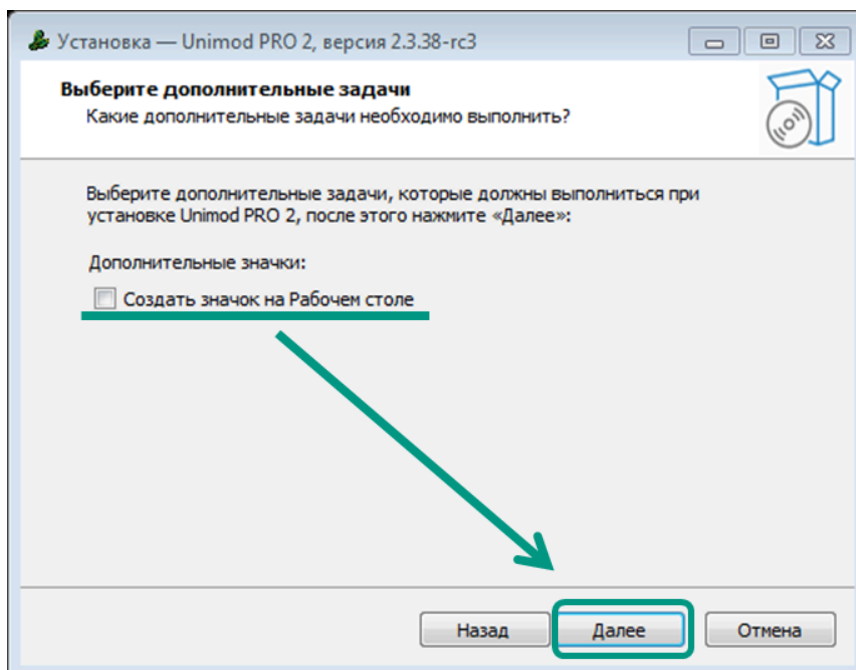 Установка — Unimod PRO 2, версия 2.3.38-rc3
Выберите дополнительные задачи
Какие дополнительные задачи необходимо выполнить?
Выберите дополнительные задачи, которые должны выполниться при
установке Unimod PRO 2, после этого нажмите «Далее»:
Дополнительные значки:
Создать значок на Рабочем столе
Назад
Далее
Отмена